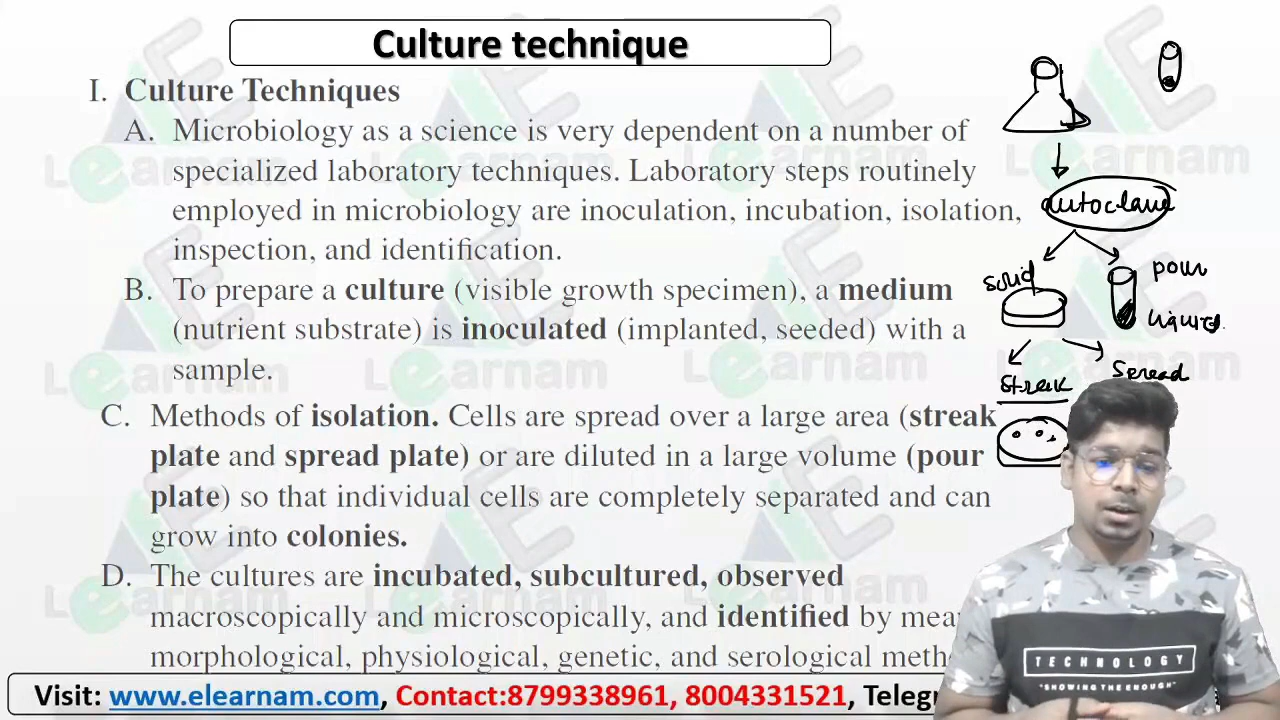 Culture technique
I. Culture Techniques
A. Microbiology as a science is very dependent on a number of
specialized laboratory techniques. Laboratory steps routinely
employed in microbiology are inoculation, incubation, isolation,
inspection, and identification.
B. To prepare a culture (visible growth specimen), a medium
(nutrient substrate) is inoculated (implanted, seeded) with a
sample.
C. Methods of isolation. Cells are spread over a large area (streak
plate and spread plate) or are diluted in a large volume (pour
plate) so that individual cells are completely separated and can
grow into colonies.
D. The cultures are incubated, subcultured, observed
macroscopically and microscopically, and identified by mea
morphological, physiological, genetic, and serological meth
Visit: www.elearnam.com, Contact:8799338961, 8004331521, Telegr
autoclave
solid
pour
liquid.
streak
Spread
TECHNOLOGY
"SHOWING THE ENOUGH"
Learnam